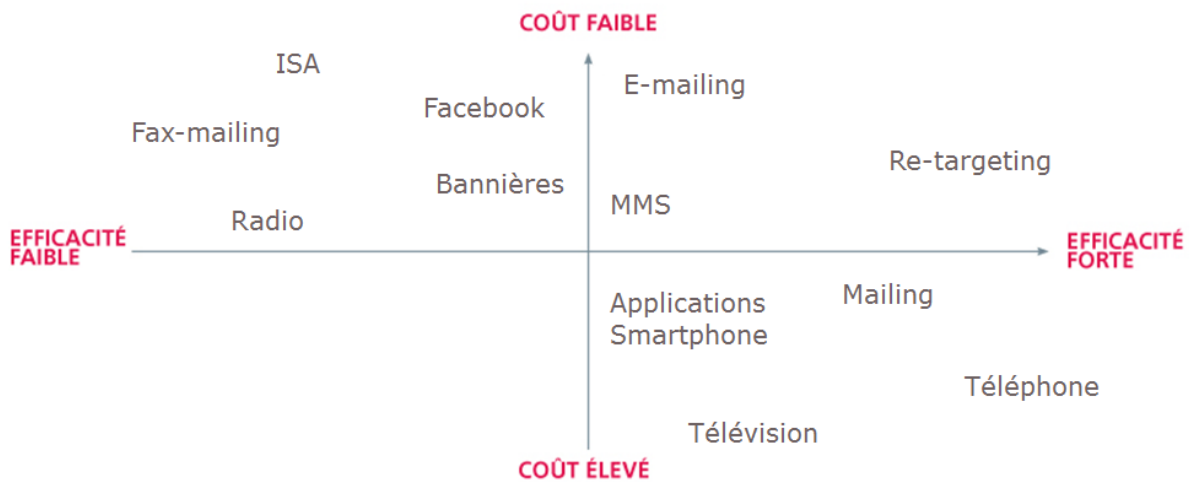 COÛT FAIBLE
ISA
E-mailing
Facebook
Fax-mailing
Re-targeting
Bannières
MMS
Radio
EFFICACITÉ
FAIBLE
EFFICACITÉ
FORTE
Mailing
Applications
Smartphone
Téléphone
Télévision
COÛT ÉLEVÉ